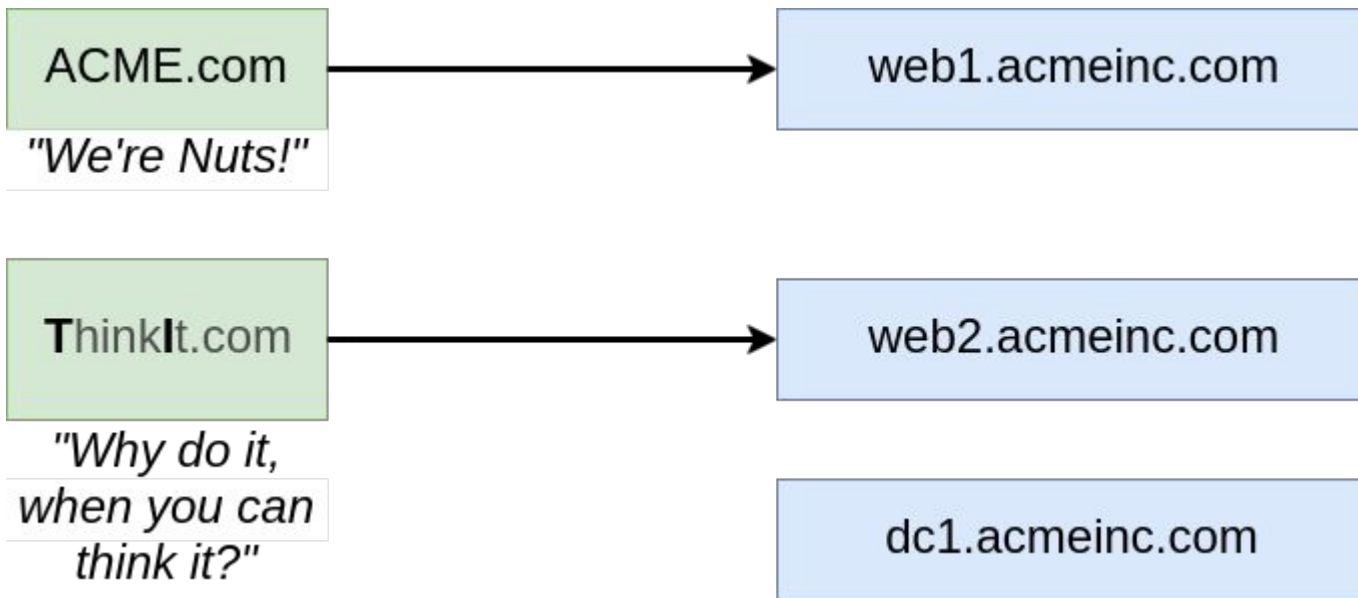 ACME.com
web1.acmeinc.com
"We're Nuts!"
ThinkIt.com
web2.acmeinc.com
"Why do it,
when you can
think it?"
dc1.acmeinc.com